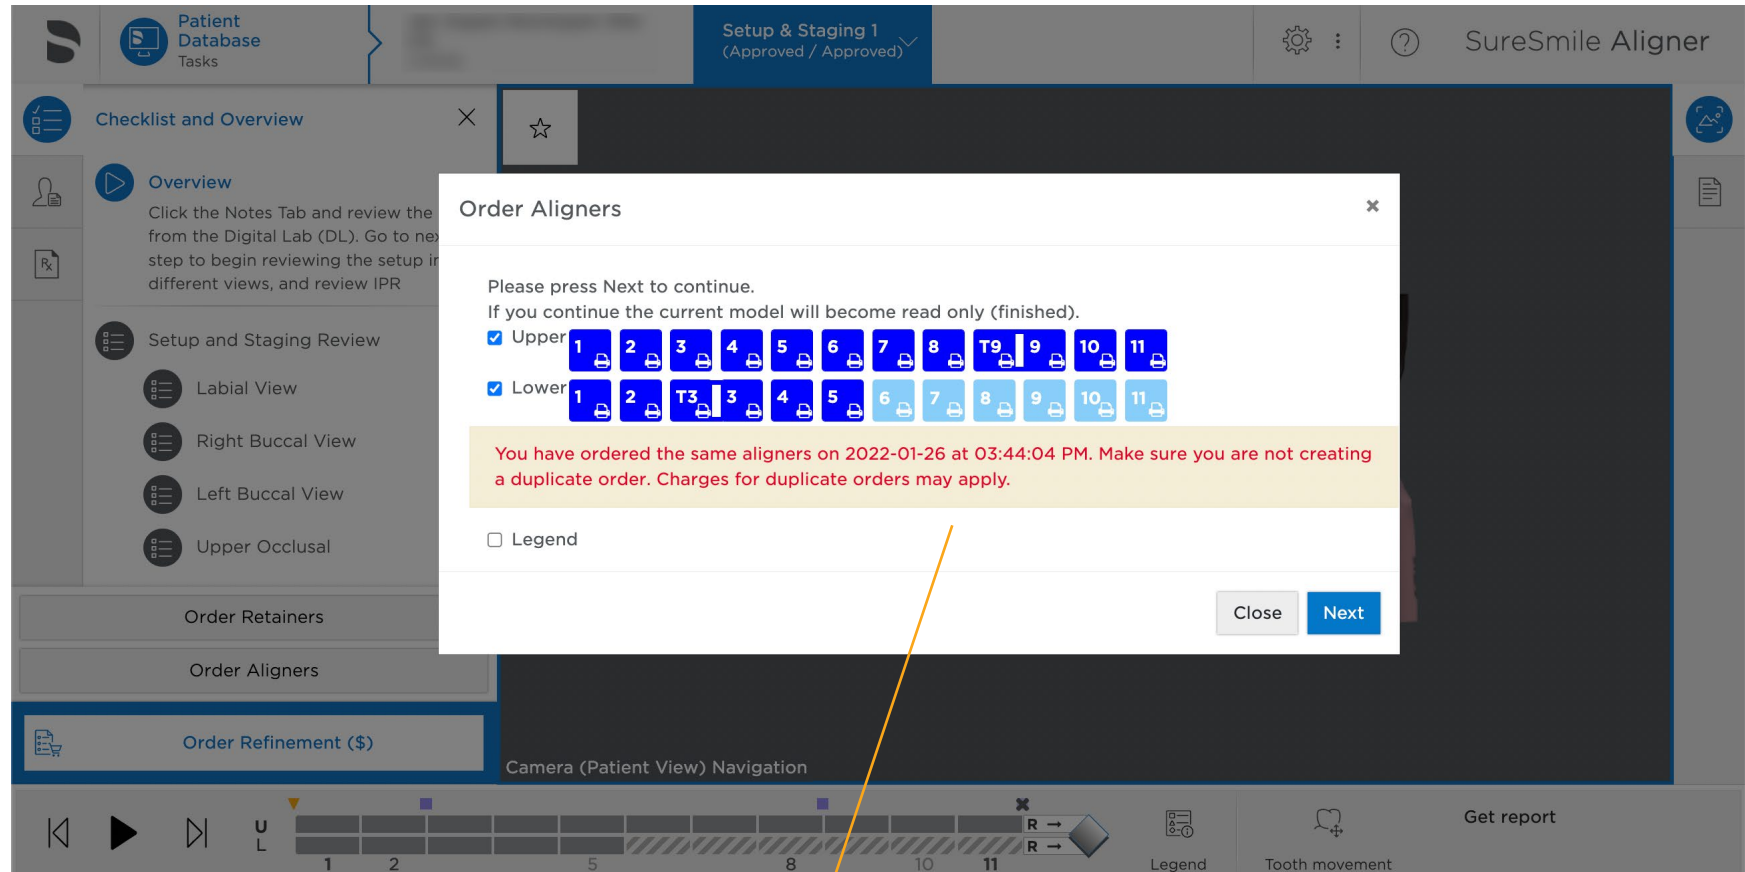 Patient
Database
Tasks
Setup & Staging 1
(Approved / Approved)
SureSmile Aligner
Checklist and Overview
Overview
Click the Notes Tab and review the
from the Digital Lab (DL). Go to
step to begin reviewing the setup
different views, and review IPR
Setup and Staging Review
Labial View
Right Buccal View
Left Buccal View
Upper Occlusal
Order Retainers
Order Aligners
Order Refinement ($)
Order Aligners
Please press Next to continue.
If you continue the current model will become read only (finished).
Upper 1 2 3 4 5 6 7 8 T9 9 10 11
Lower 1 2 T3 3 4 5 6 7 8 9 10 11
You have ordered the same aligners on 2022-01-26 at 03:44:04 PM. Make sure you are not creating
a duplicate order. Charges for duplicate orders may apply.
Legend
Close Next
Camera (Patient View) Navigation
U R
L R
1 2 5 8 10 11
Legend
Tooth movement
Get report